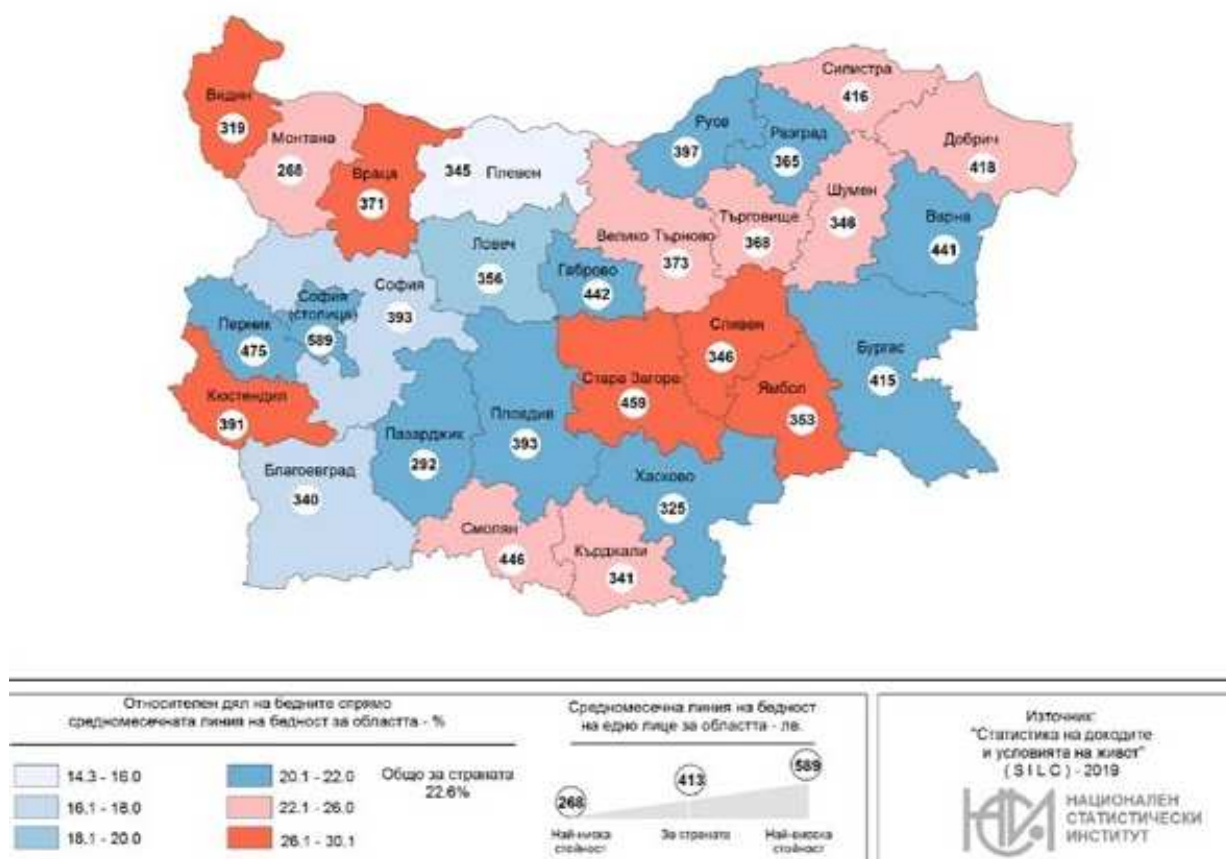 Силистра
416
Видин
319
Русе
397
Разград
365
Добрич
418
Монтана
268
Враца
371
345 Плевен
Шумен
346
Търговище
368
Варна
441
Велико Търново
373
Ловеч
356
Габрово
442
София
393
София
(столица)
589
Перник
475
Сливен
346
Бургас
415
Стара Загора
459
Ямбол
353
Кюстендил
391
Пловдив
393
Пазарджик
292
Благоевград
340
Хасково
325
Смолян
446
Кърджали
341
Относителен дял на бедните спрямо
средномесечната линия на бедност за областта - %
14.3 - 16.0
16.1 - 18.0
18.1 - 20.0
20.1 - 22.0
22.1 - 26.0
26.1 - 30.1
Общо за страната
22.6%
Средномесечна линия на бедност
на едно лице за областта - лв.
268
413
589
Най-ниска
стойност
За страната
Най-висока
стойност
Източник:
"Статистика на доходите
и условията на живот"
(SILC) - 2019
НСИ
НАЦИОНАЛЕН
СТАТИСТИЧЕСКИ
ИНСТИТУТ